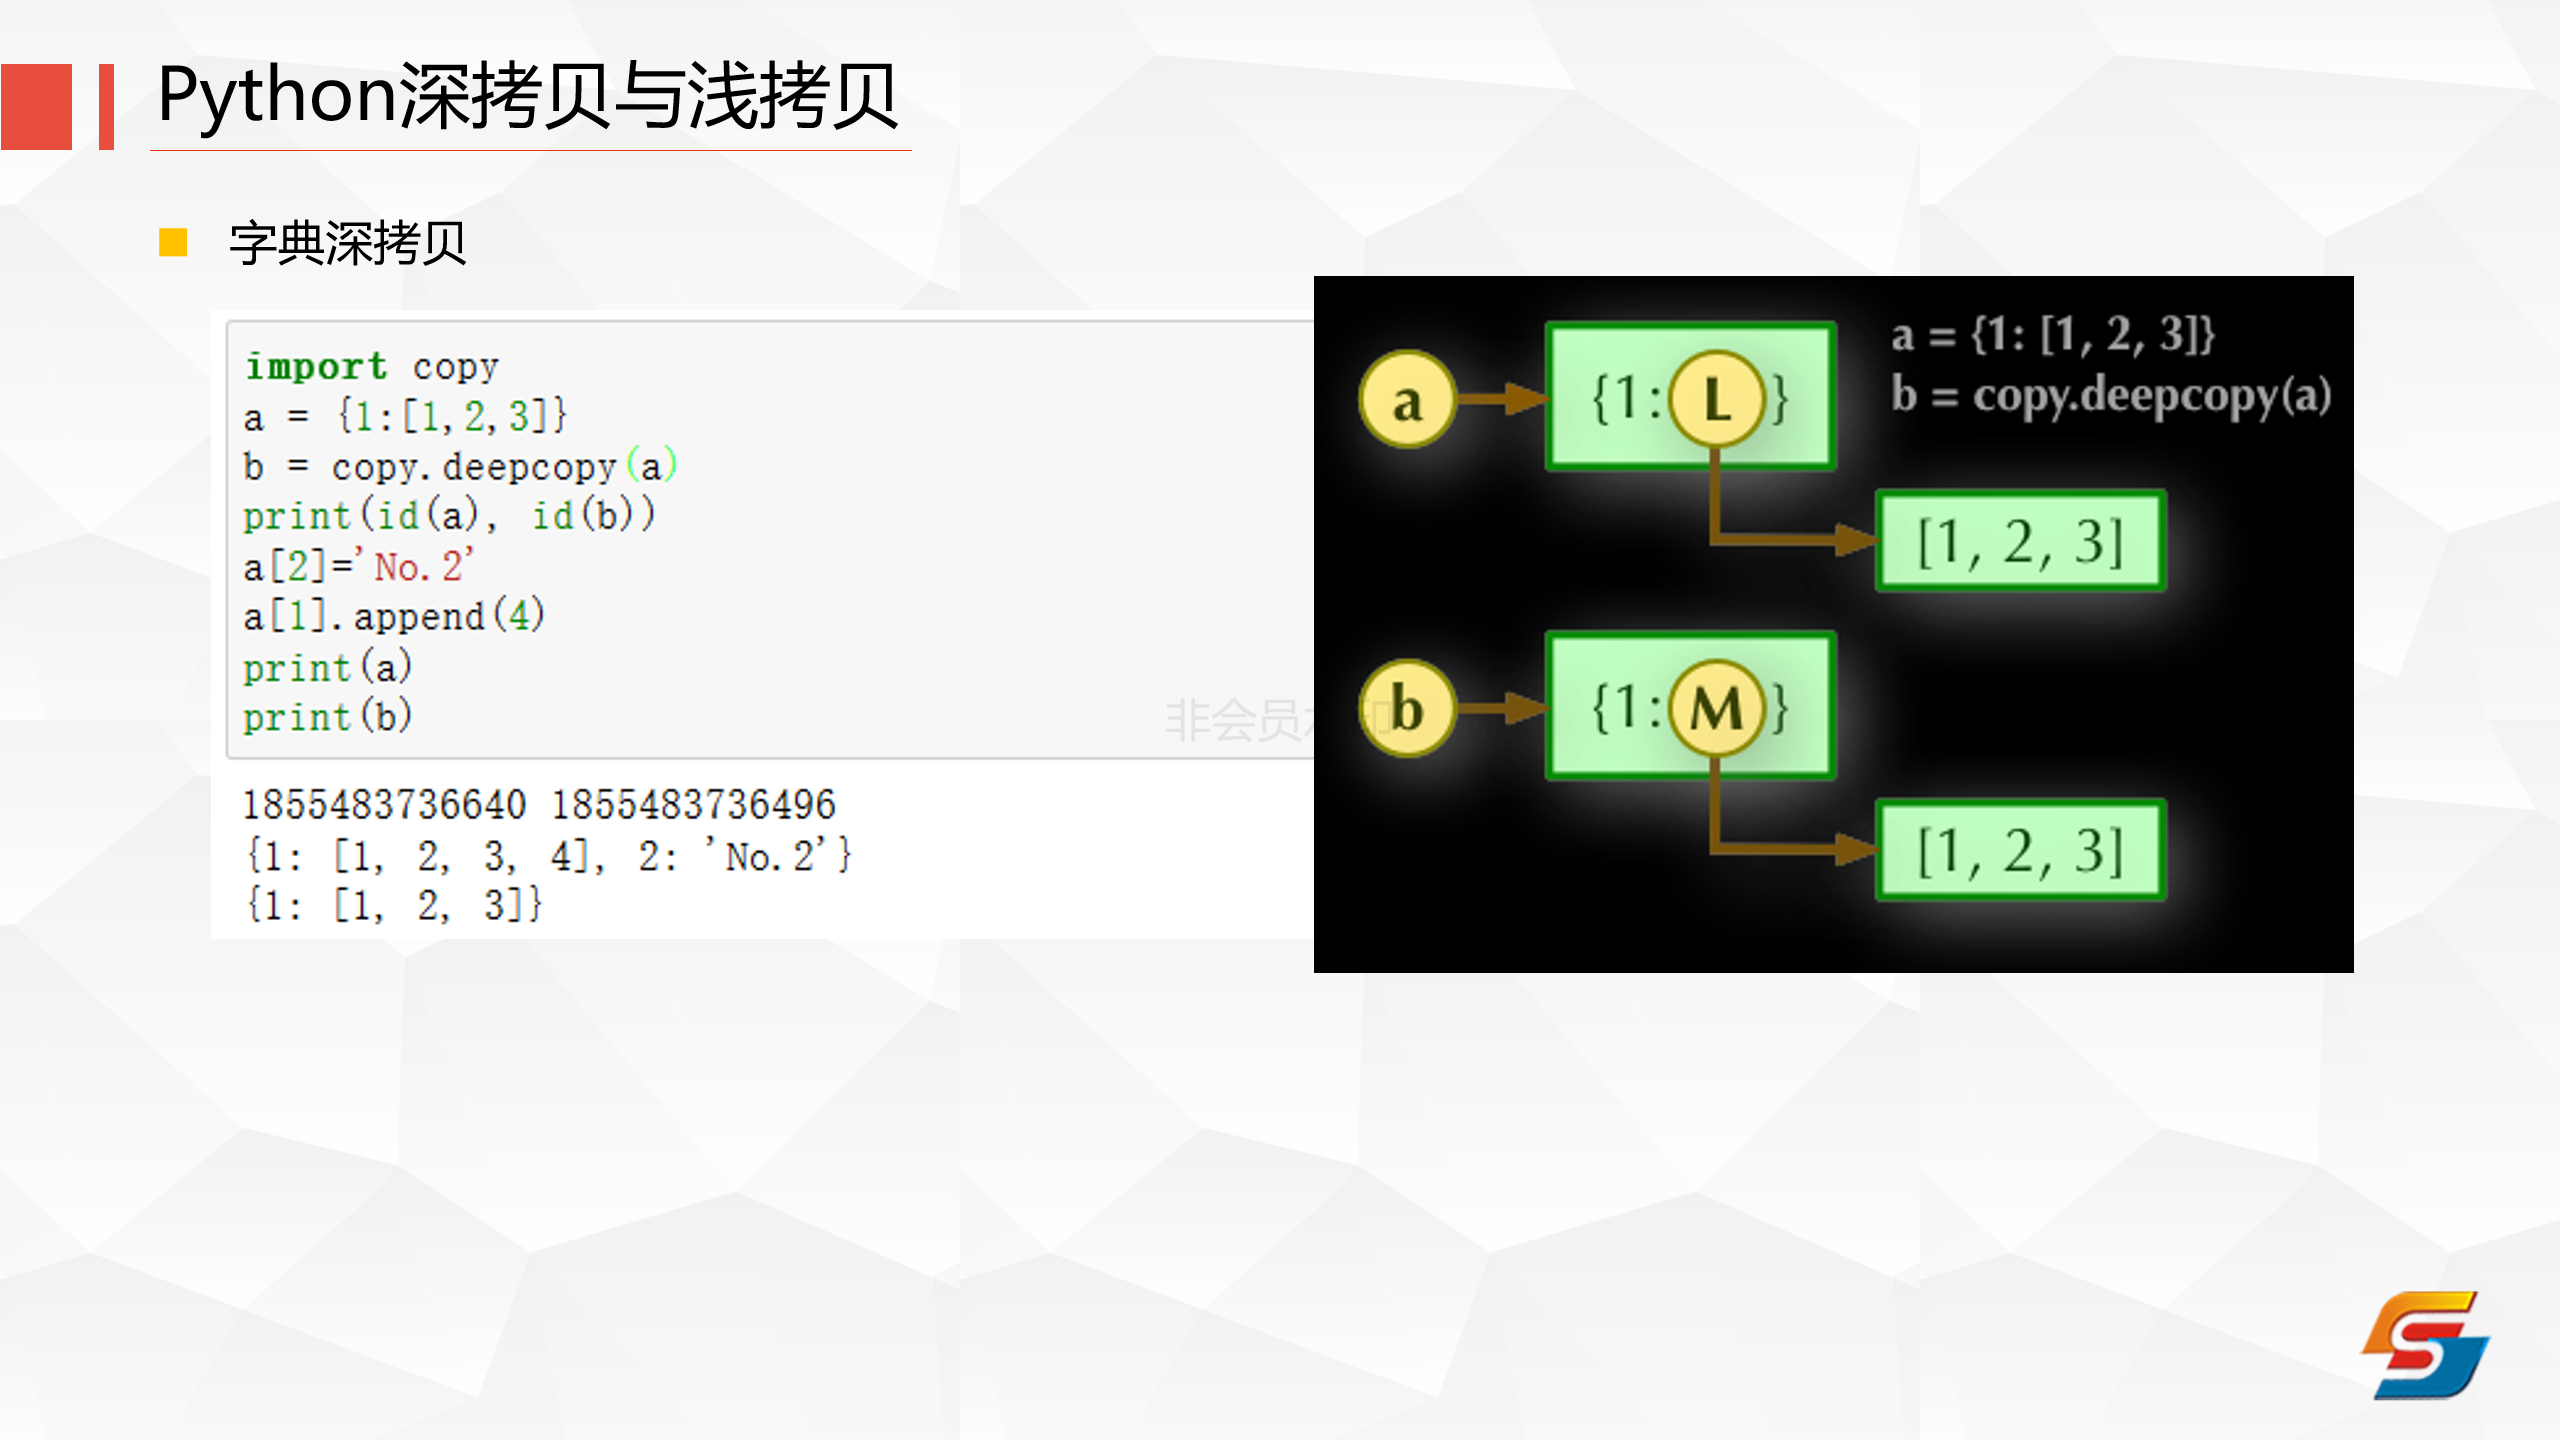 Python深拷贝与浅拷贝
字典深拷贝
import copy
a = {1:[1,2,3]}
b = copy.deepcopy(a)
print(id(a), id(b))
a[2]='No.2'
a[1].append(4)
print(a)
print(b)
1855483736640 1855483736496
{1: [1, 2, 3, 4], 2: 'No.2'}
{1: [1, 2, 3]}
非会员水印
a = {1: [1, 2, 3]}
b = copy.deepcopy(a)
a
{1: L }
[1, 2, 3]
b
{1: M }
[1, 2, 3]